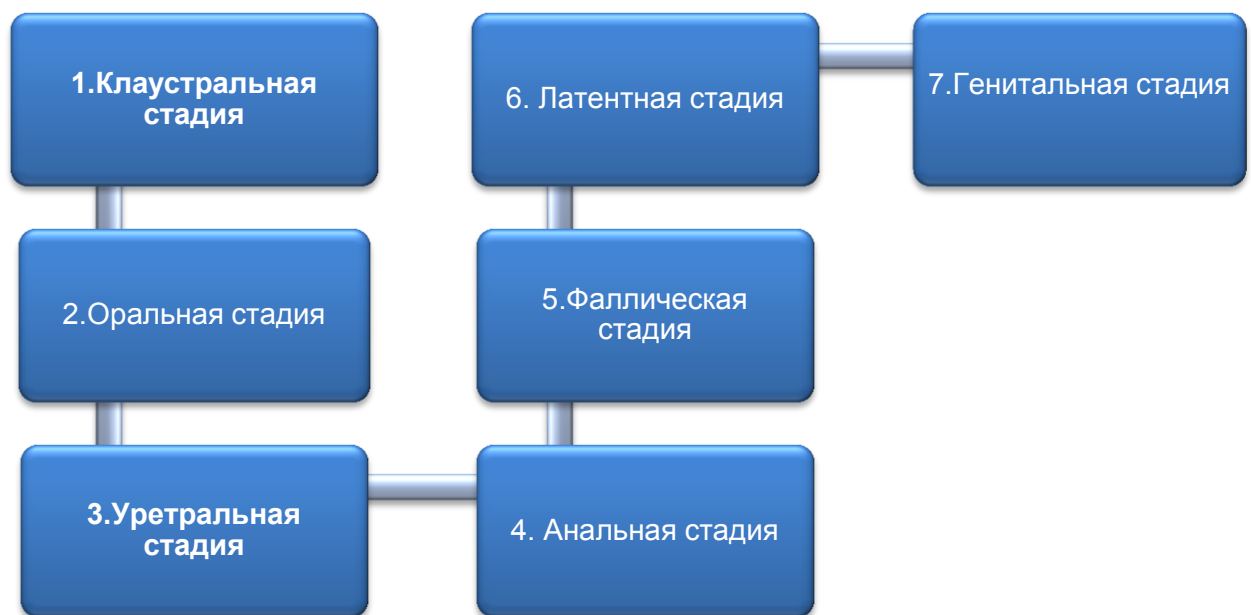 1.Клаустральная
стадия
2.Оральная стадия
3.Уретральная
стадия
4. Анальная стадия
5.Фаллическая
стадия
6. Латентная стадия
7.Генитальная стадия